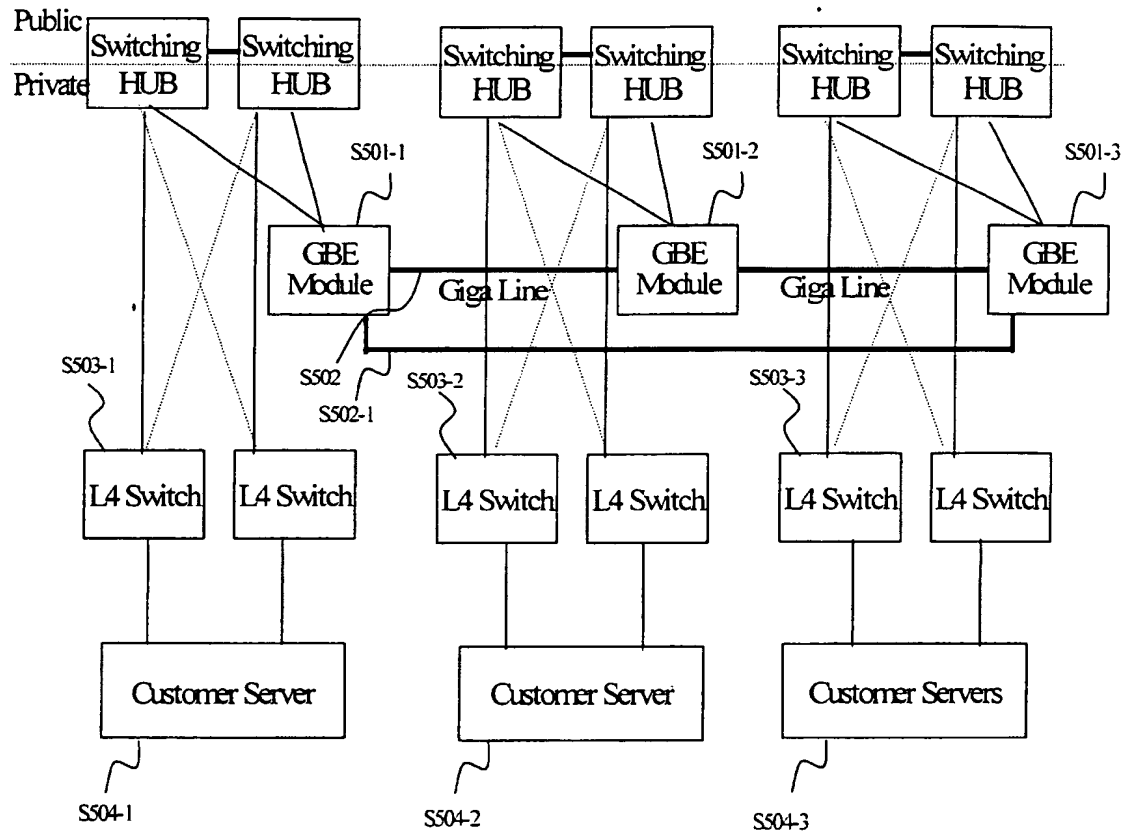 Public
Private
Switching
HUB
Switching
HUB
Switching
HUB
Switching
HUB
Switching
HUB
Switching
HUB
S501-1
S501-2
S501-3
GBE
Module
GBE
Module
GBE
Module
Giga Line
Giga Line
S502
S502-1
S503-1
S503-2
S503-3
L4 Switch
L4 Switch
L4 Switch
L4 Switch
L4 Switch
L4 Switch
Customer Server
Customer Server
Customer Servers
S504-1
S504-2
S504-3